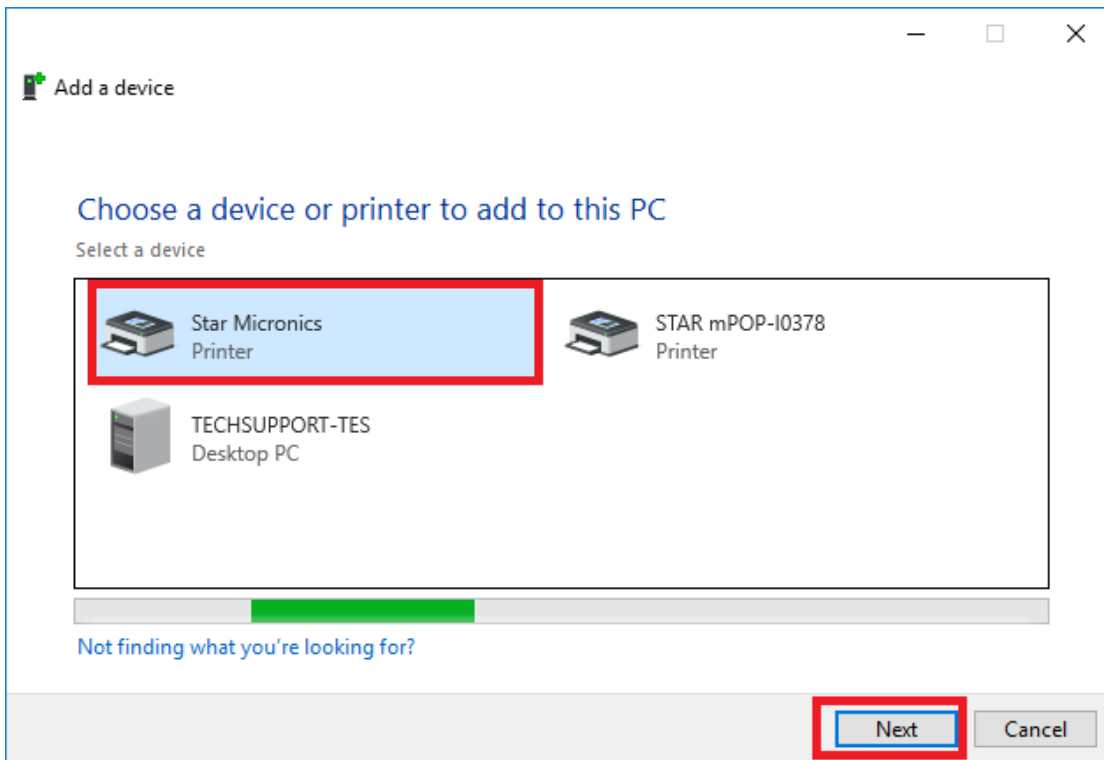 Add a device
Choose a device or printer to add to this PC
Select a device
Star Micronics
Printer
STAR mPOP-I0378
Printer
TECHSUPPORT-TES
Desktop PC
Not finding what you're looking for?
Next
Cancel